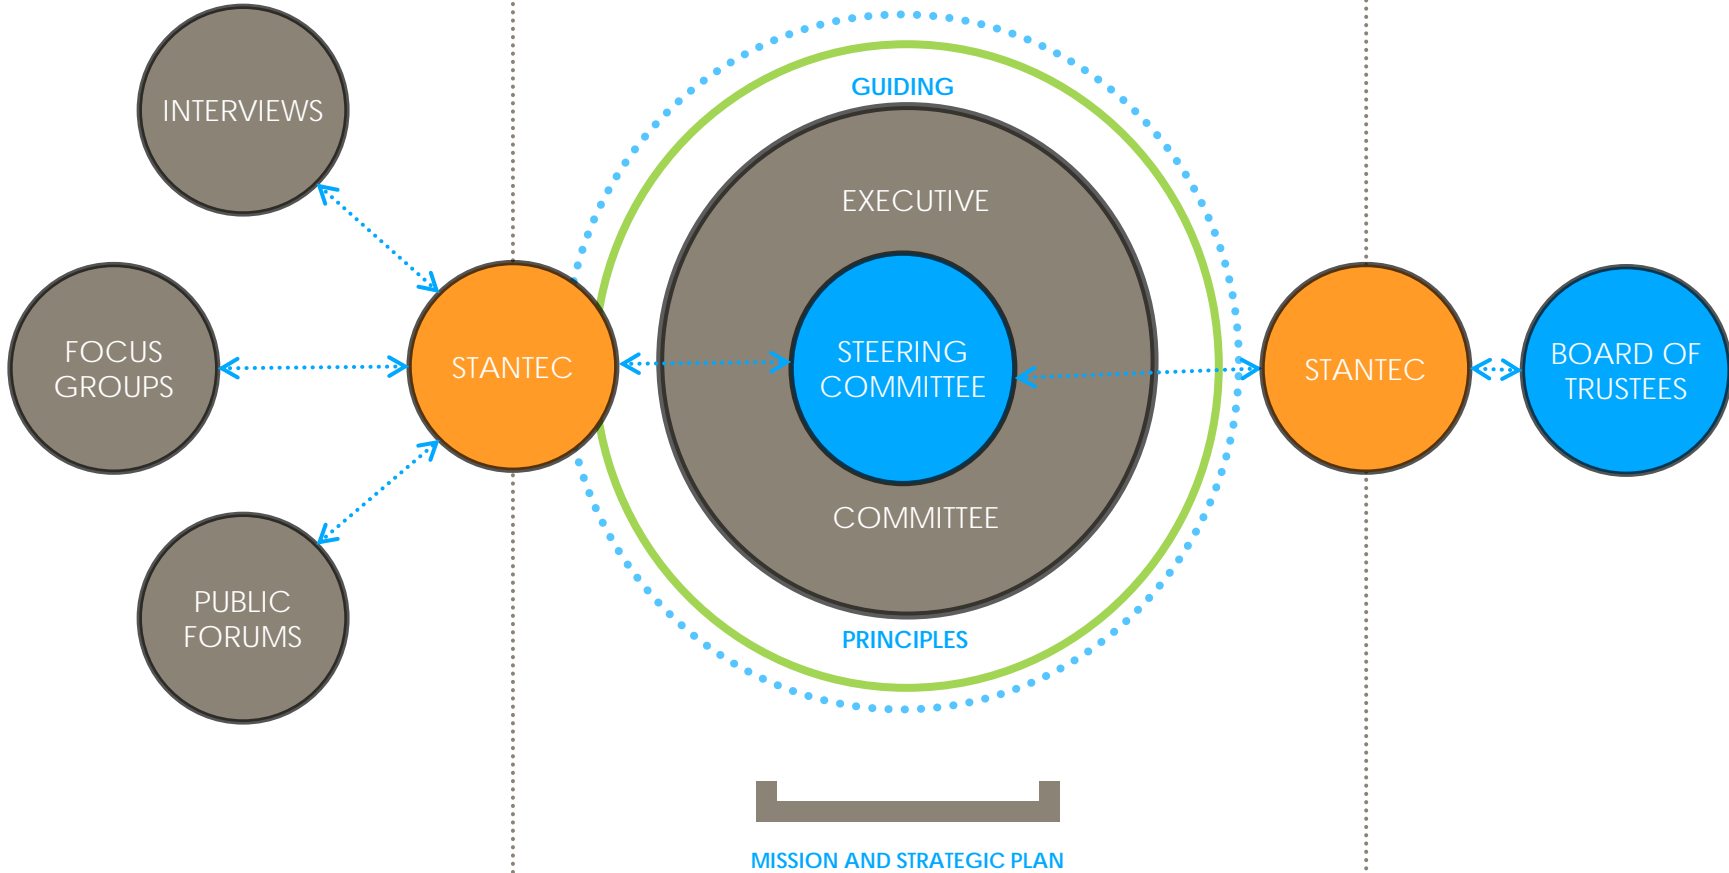 INTERVIEWS
FOCUS
GROUPS
PUBLIC
FORUMS
STANTEC
GUIDING
EXECUTIVE
STEERING
COMMITTEE
COMMITTEE
PRINCIPLES
STANTEC
BOARD OF
TRUSTEES
MISSION AND STRATEGIC PLAN